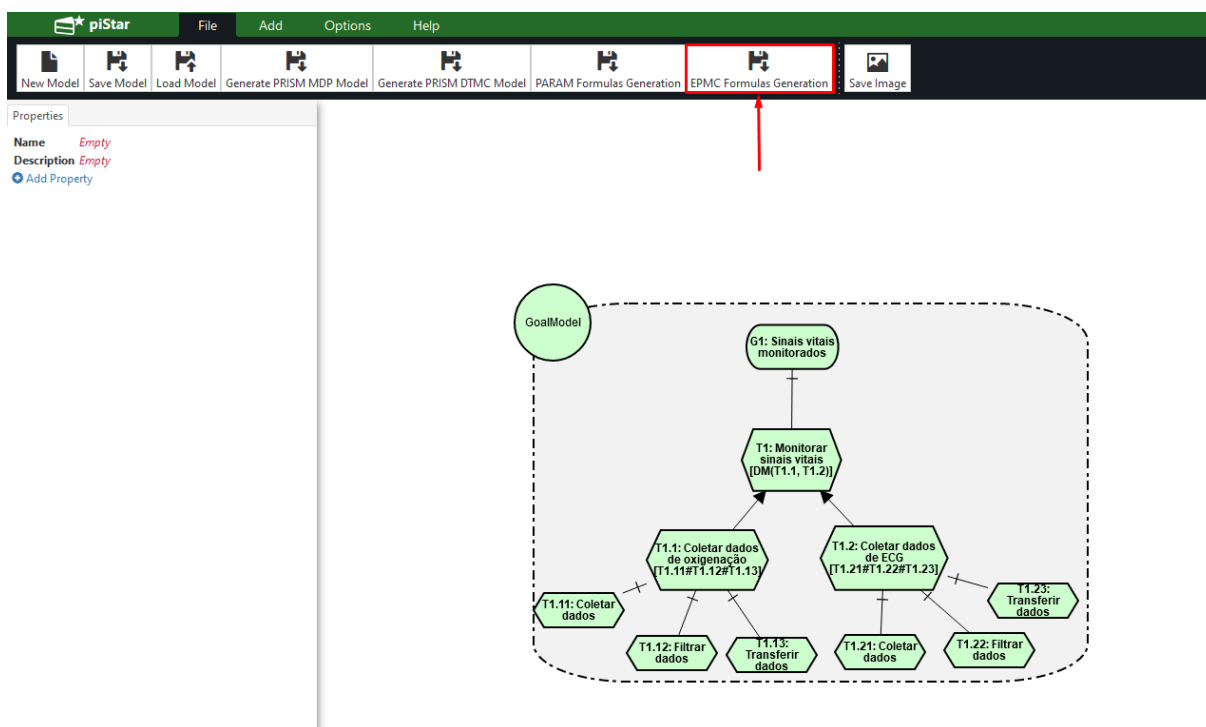 piStar File Add Options Help
New Model Save Model Load Model Generate PRISM MDP Model Generate PRISM DTMC Model PARAM Formulas Generation EPMC Formulas Generation Save Image
Properties
Name Empty
Description Empty
Add Property
GoalModel
G1: Sinais vitais
monitorados
T1: Monitorar
sinais vitais
[DM(T1.1, T1.2)]
T1.1: Coletar dados
de oxigenação
[T1.11#T1.12#T1.13]
T1.2: Coletar dados
de ECG
[T1.21#T1.22#T1.23]
T1.11: Coletar
dados
T1.12: Filtrar
dados
T1.13:
Transferir
dados
T1.21: Coletar
dados
T1.22: Filtrar
dados
T1.23:
Transferir
dados